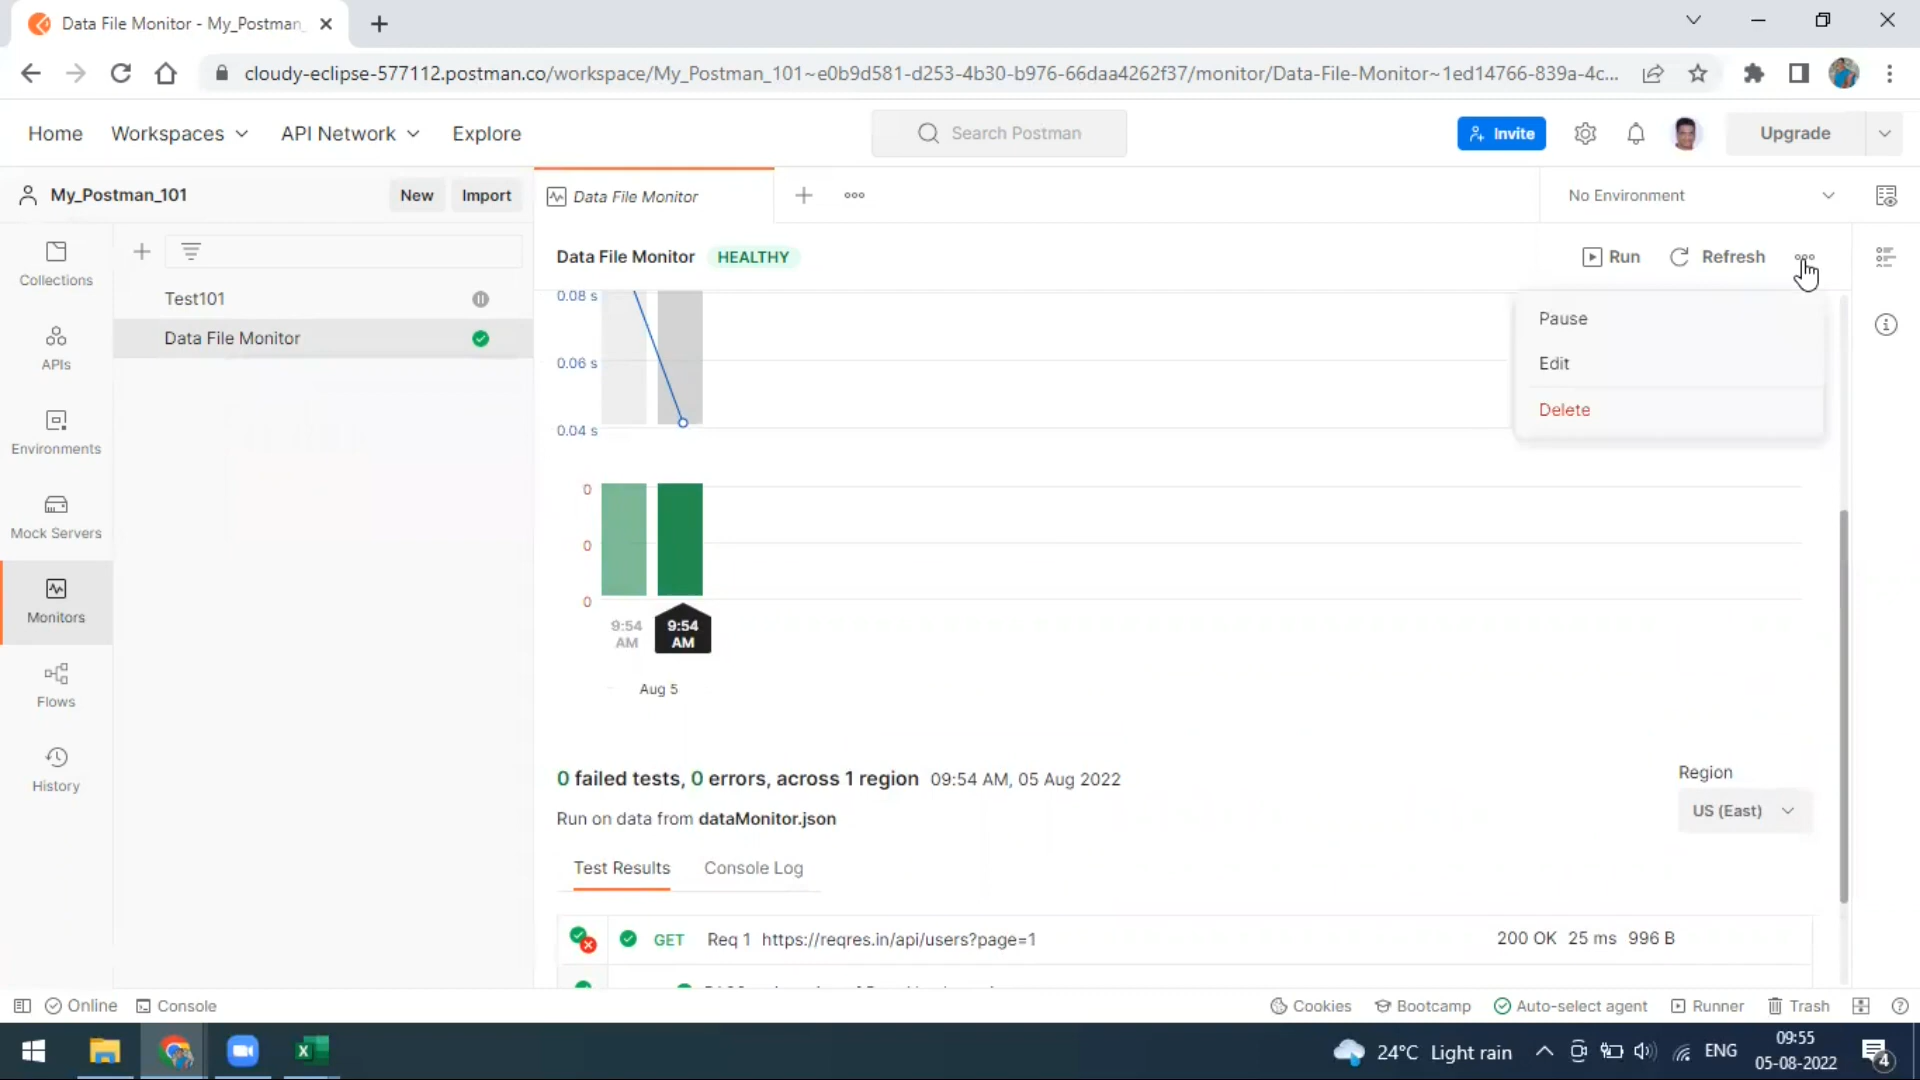 Data File Monitor - My_Postman_
cloudy-eclipse-577112.postman.co/workspace/My_Postman_101~e0b9d581-d253-4b30-b976-66daa4262f37/monitor/Data-File-Monitor~1ed14766-839a-4c...
Home Workspaces API Network Explore Search Postman Invite Upgrade
My_Postman_101 New Import Data File Monitor No Environment
Data File Monitor HEALTHY Run Refresh
Collections
APIs
Environments
Mock Servers
Monitors
Flows
History
Test101
Data File Monitor
Pause
Edit
Delete
0.08 s
0.06 s
0.04 s
0
0
0
9:54 AM
9:54 AM
Aug 5
0 failed tests, 0 errors, across 1 region 09:54 AM, 05 Aug 2022
Region
US (East)
Run on data from dataMonitor.json
Test Results Console Log
GET Req 1 https://reqres.in/api/users?page=1 200 OK 25 ms 996 B
Online Console Cookies Bootcamp Auto-select agent Runner Trash
24°C Light rain ENG
09:55
05-08-2022
4